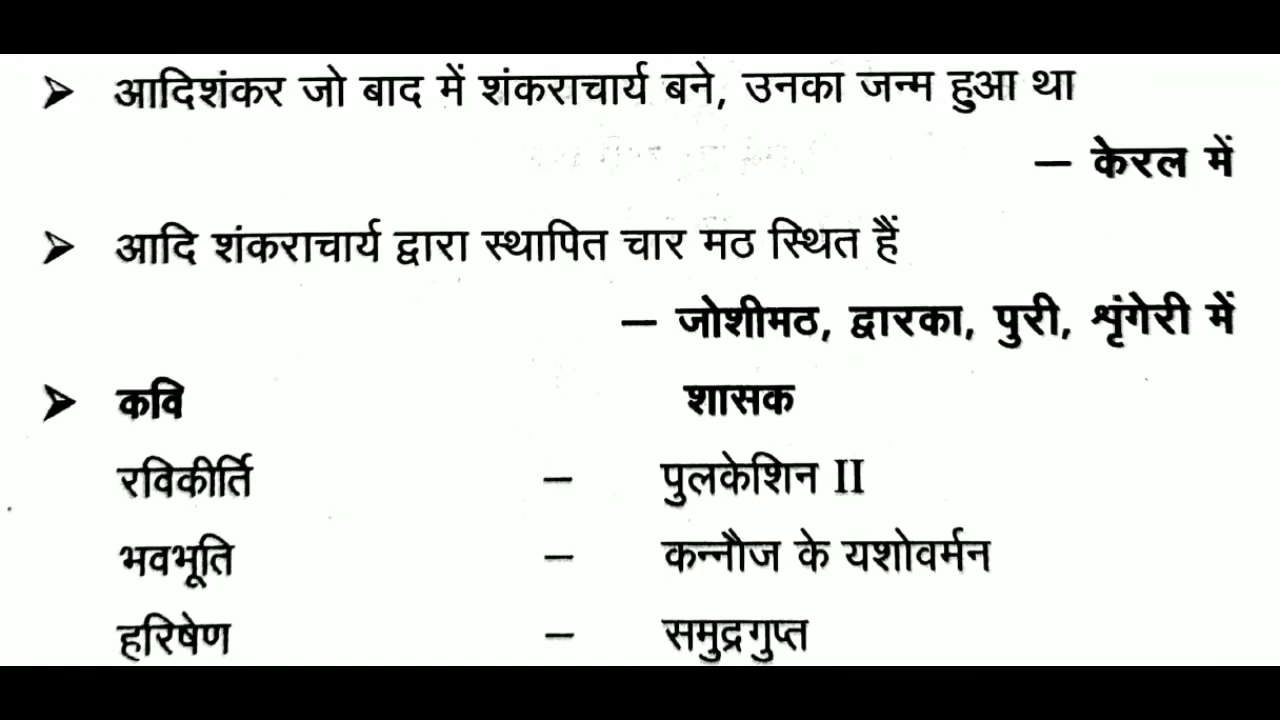 ➢ आदिशंकर जो बाद में शंकराचार्य बने, उनका जन्म हुआ था
– केरल में
➢ आदि शंकराचार्य द्वारा स्थापित चार मठ स्थित हैं
– जोशीमठ, द्वारका, पुरी, शृंगेरी में
➢ कवि शासक
रविकीर्ति – पुलकेशिन II
भवभूति – कन्नौज के यशोवर्मन
हरिषेण – समुद्रगुप्त